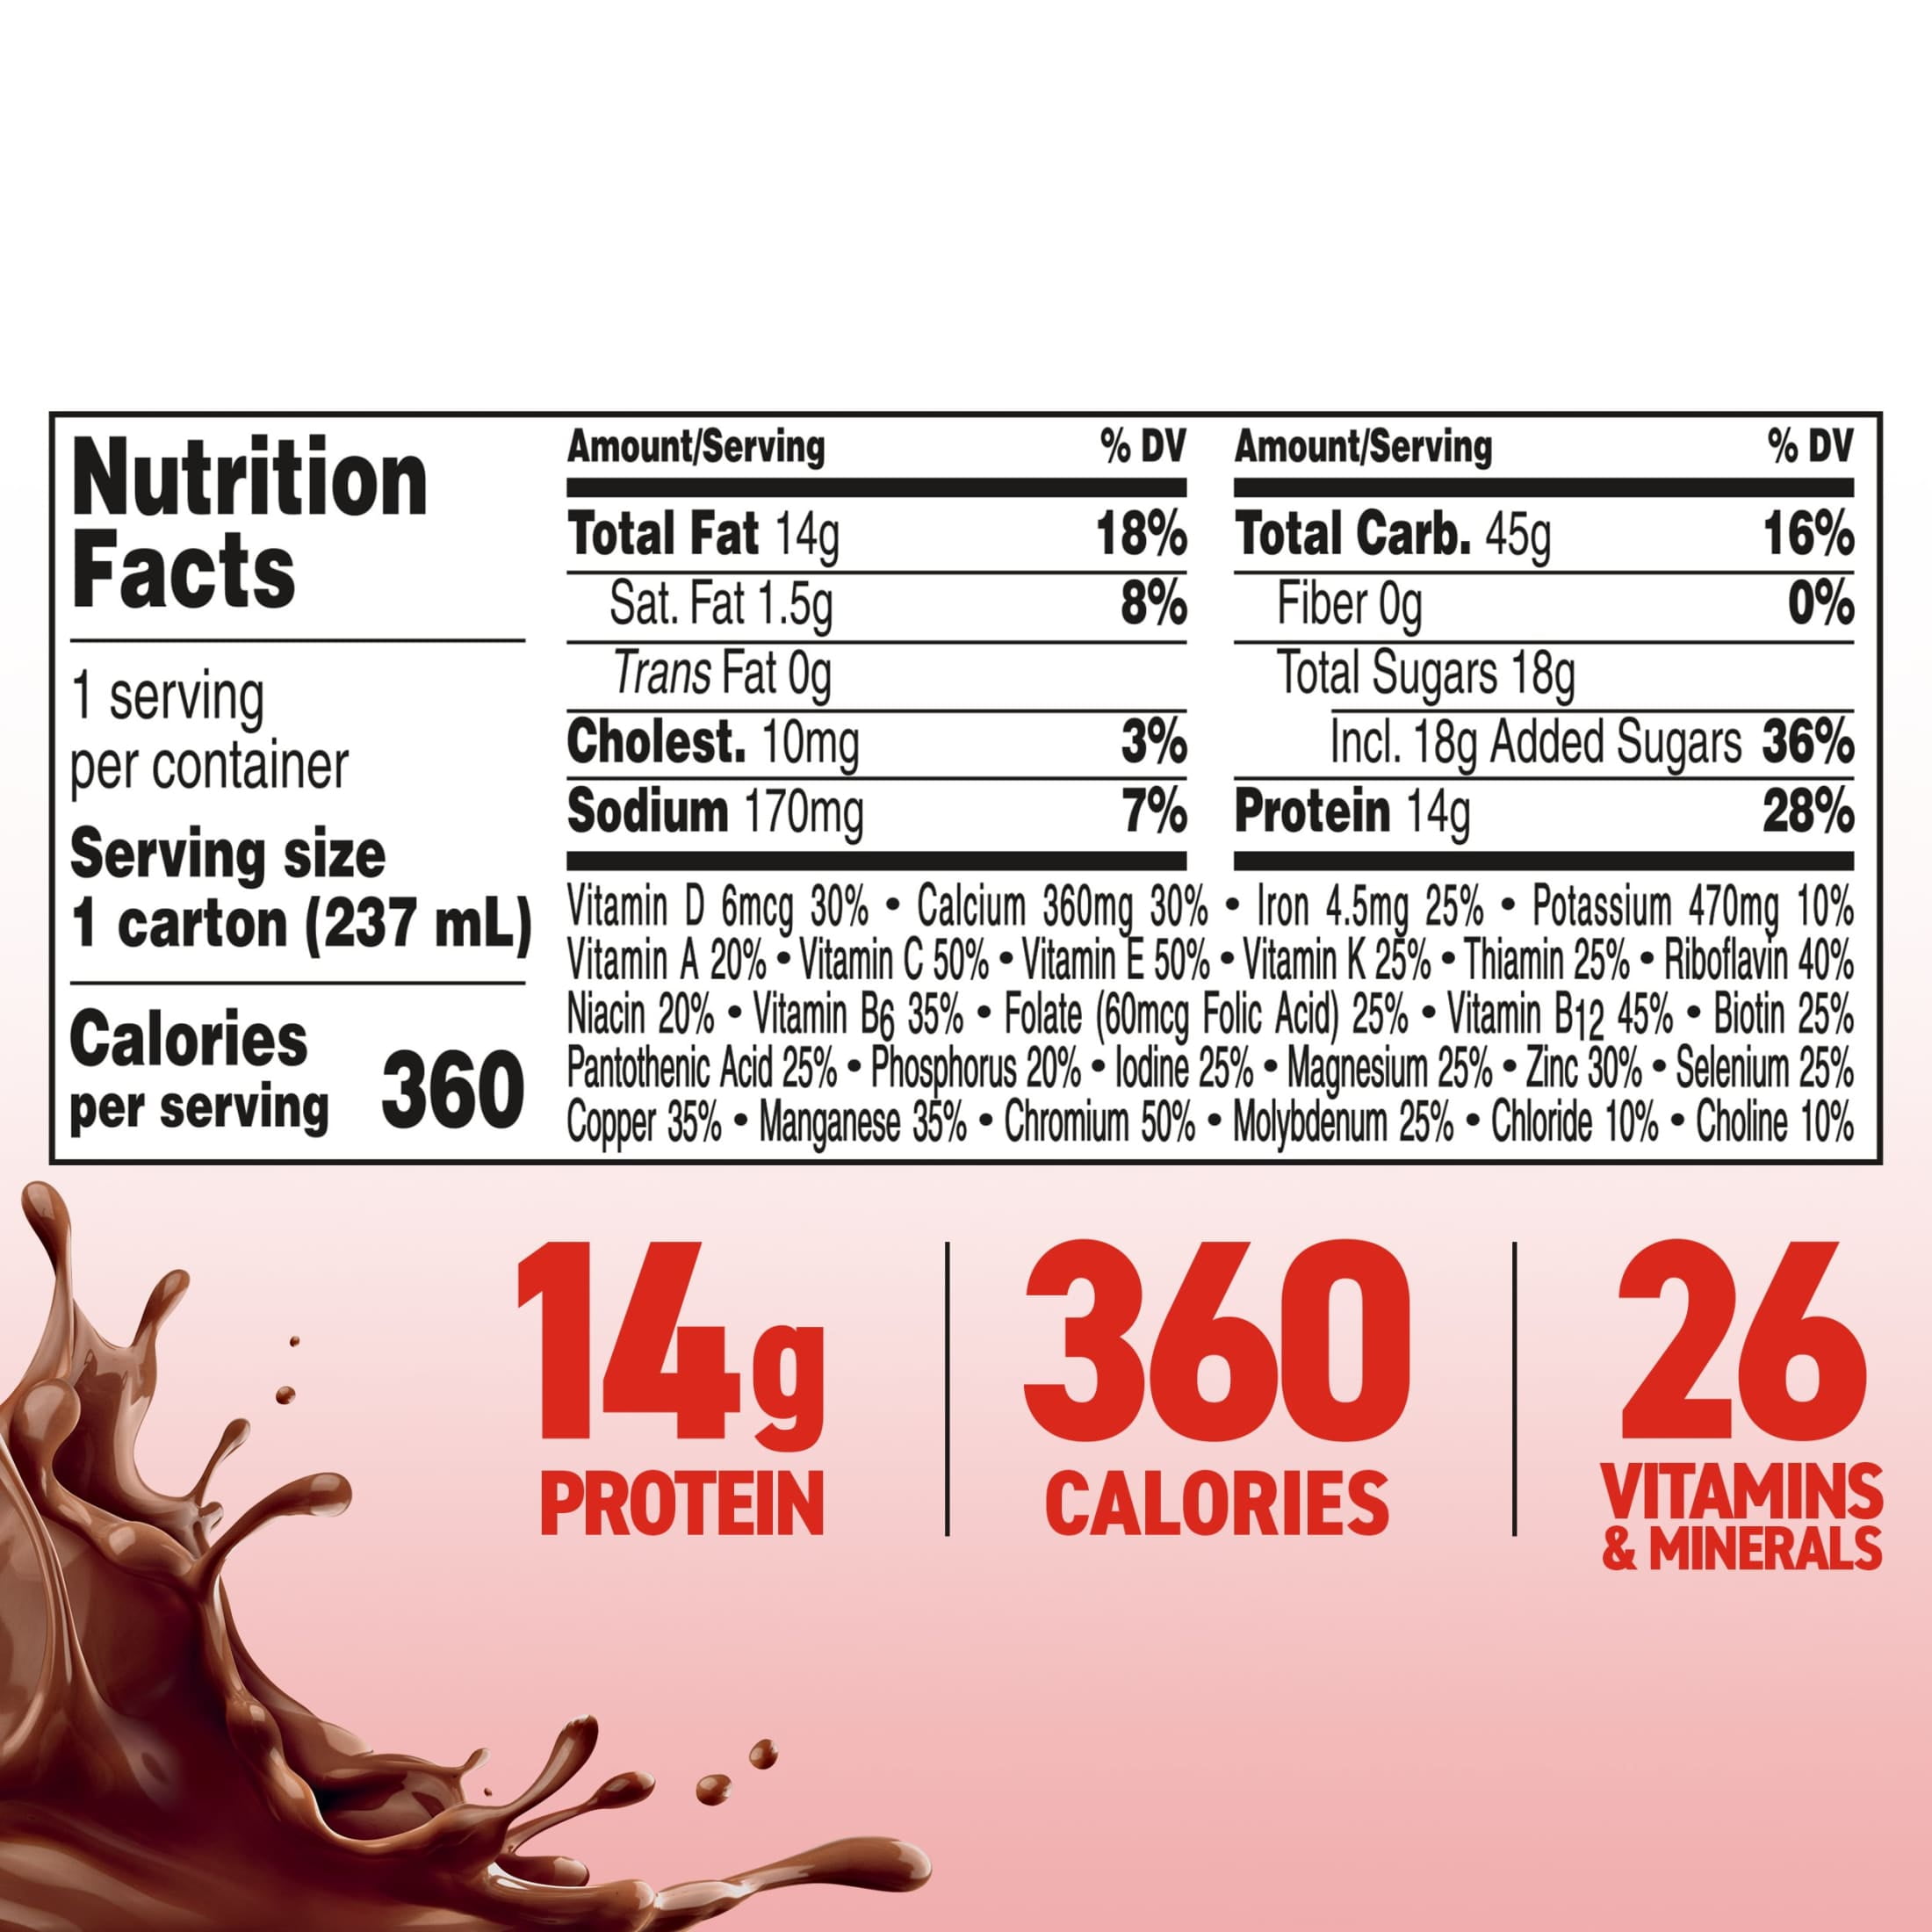 Nutrition
Facts
1 serving
per container
Serving size
1 carton (237 mL)
Calories
per serving 360
Amount/Serving % DV
Total Fat 14g 18%
Sat. Fat 1.5g 8%
Trans Fat 0g
Cholest. 10mg 3%
Sodium 170mg 7%
Amount/Serving % DV
Total Carb. 45g 16%
Fiber 0g 0%
Total Sugars 18g
Incl. 18g Added Sugars 36%
Protein 14g 28%
Vitamin D 6mcg 30% • Calcium 360mg 30% • Iron 4.5mg 25% • Potassium 470mg 10%
Vitamin A 20% • Vitamin C 50% • Vitamin E 50% • Vitamin K 25% • Thiamin 25% • Riboflavin 40%
Niacin 20% • Vitamin B6 35% • Folate (60mcg Folic Acid) 25% • Vitamin B12 45% • Biotin 25%
Pantothenic Acid 25% • Phosphorus 20% • Iodine 25% • Magnesium 25% • Zinc 30% • Selenium 25%
Copper 35% • Manganese 35% • Chromium 50% • Molybdenum 25% • Chloride 10% • Choline 10%
14g
PROTEIN
360
CALORIES
26
VITAMINS
& MINERALS